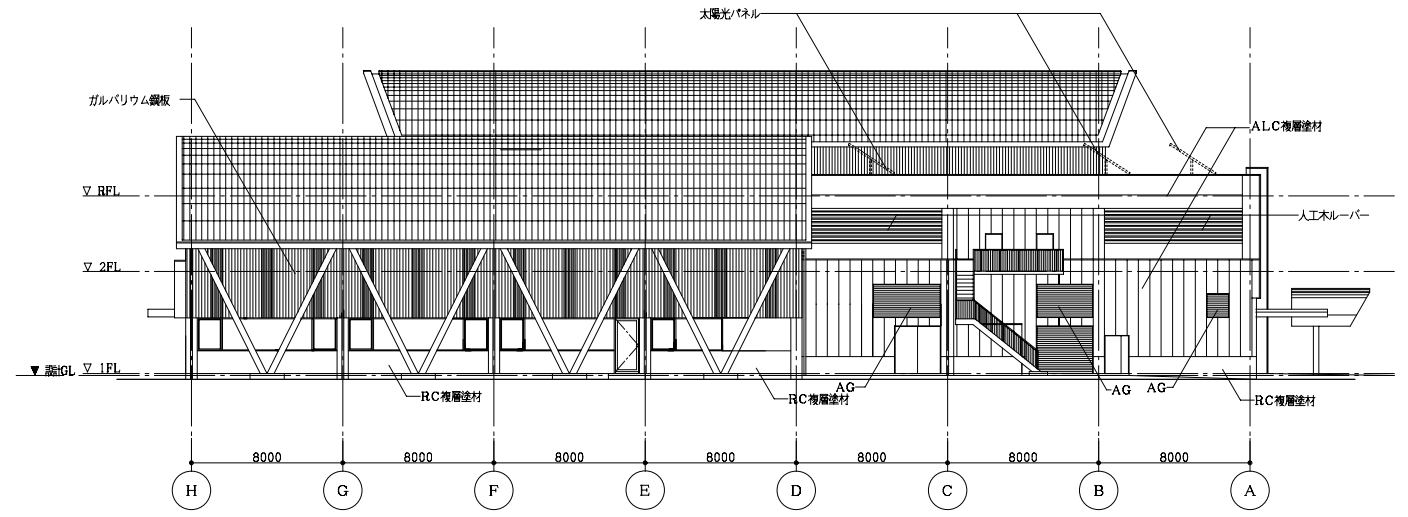 太陽光パネル
ガルバリウム鋼板
ALC複層塗材
▽ RFL
人工木ルーバー
▽ 2FL
▼ 設計GL
▽ 1FL
AG
AG
AG
RC複層塗材
RC複層塗材
RC複層塗材
8000
8000
8000
8000
8000
8000
8000
H
G
F
E
D
C
B
A